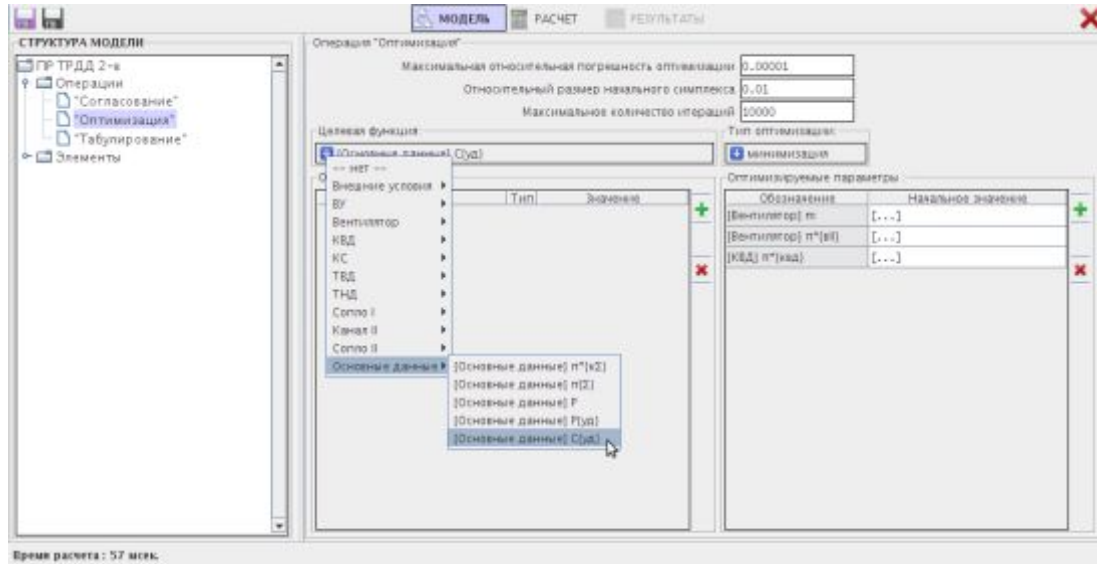 МОДЕЛЬ РАСЧЕТ РЕЗУЛЬТАТЫ
СТРУКТУРА МОДЕЛИ
ПР ТРДД 2-в
Операции
"Согласование"
"Оптимизация"
"Табулирование"
Элементы
Операция "Оптимизация"
Максимальная относительная погрешность оптимизации 0.00001
Относительный размер начального симплекса 0.01
Максимальное количество итераций 10000
Целевая функция
[Основные данные] C(уд)
-- нет --
Внешние условия
ВУ
Вентилятор
КВД
КС
ТВД
ТНД
Сопло I
Канал II
Сопло II
Основные данные
[Основные данные] π*(кΣ)
[Основные данные] π(Σ)
[Основные данные] P
[Основные данные] P(уд)
[Основные данные] C(уд)
Тип Значение
Тип оптимизации
минимизация
Оптимизируемые параметры
Обозначение Начальное значение
[Вентилятор] m [...]
[Вентилятор] π*(вII) [...]
[КВД] π*(квд) [...]
Время расчета: 57 мсек.